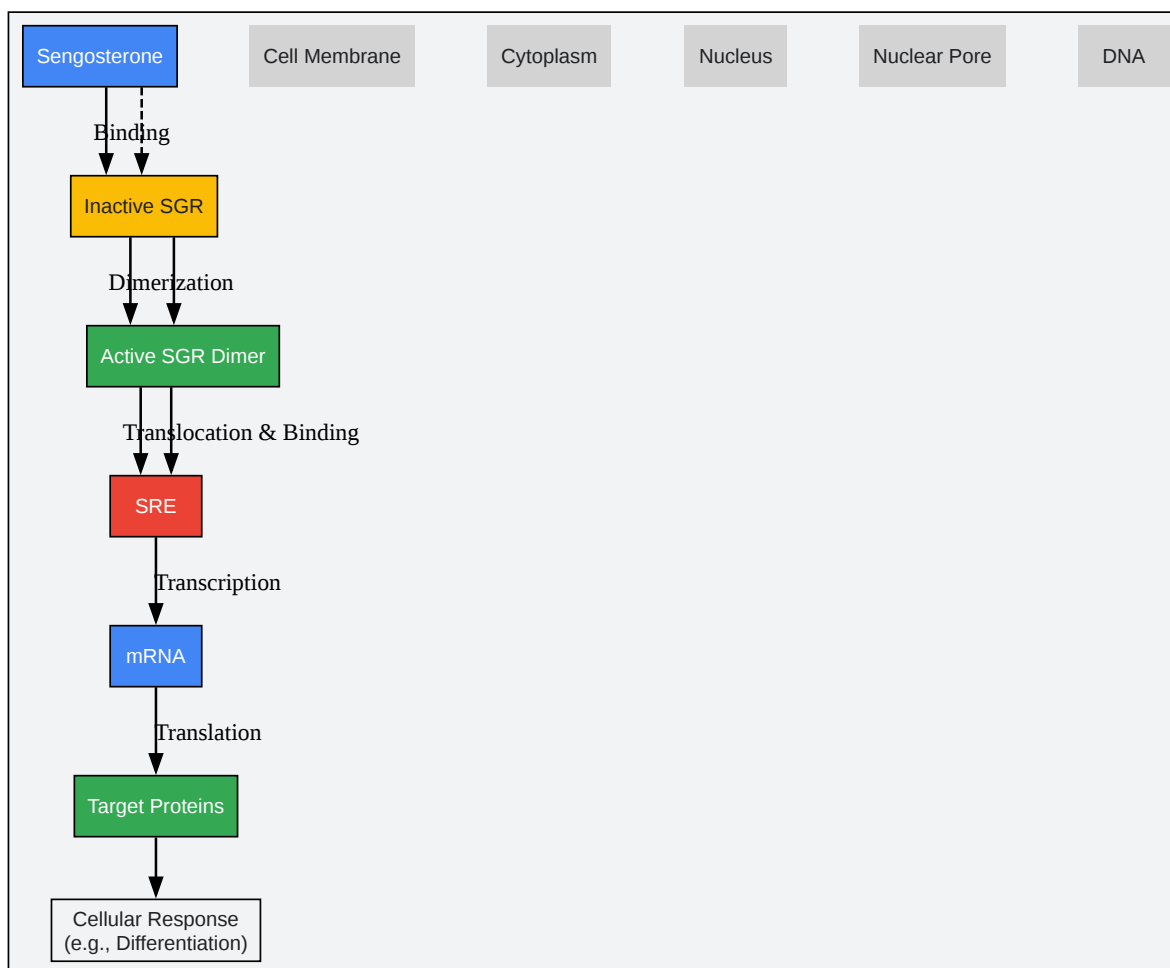 Sengosterone
Cell Membrane
Cytoplasm
Nucleus
Nuclear Pore
DNA
Binding
Inactive SGR
Dimerization
Active SGR Dimer
Translocation & Binding
SRE
Transcription
mRNA
Translation
Target Proteins
Cellular Response
(e.g., Differentiation)